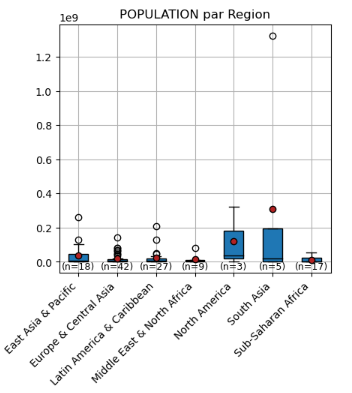 POPULATION par Region
1e9
1.2
1.0
0.8
0.6
0.4
0.2
0.0
(n=18) (n=42) (n=27) (n=9) (n=3) (n=5) (n=17)
East Asia & Pacific
Europe & Central Asia
Latin America & Caribbean
Middle East & North Africa
North America
South Asia
Sub-Saharan Africa